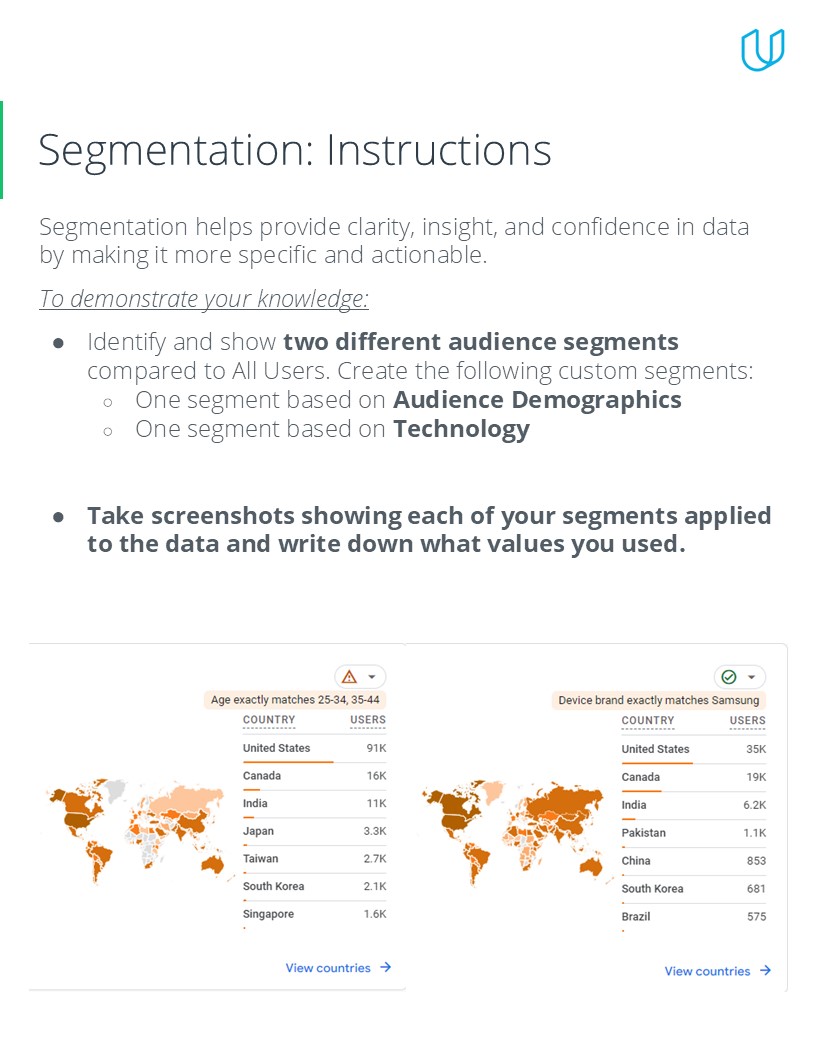 Segmentation: Instructions
Segmentation helps provide clarity, insight, and confidence in data
by making it more specific and actionable.
To demonstrate your knowledge:
● Identify and show two different audience segments
compared to All Users. Create the following custom segments:
○ One segment based on Audience Demographics
○ One segment based on Technology
● Take screenshots showing each of your segments applied
to the data and write down what values you used.
Age exactly matches 25-34, 35-44
COUNTRY USERS
United States 91K
Canada 16K
India 11K
Japan 3.3K
Taiwan 2.7K
South Korea 2.1K
Singapore 1.6K
View countries →
Device brand exactly matches Samsung
COUNTRY USERS
United States 35K
Canada 19K
India 6.2K
Pakistan 1.1K
China 853
South Korea 681
Brazil 575
View countries →